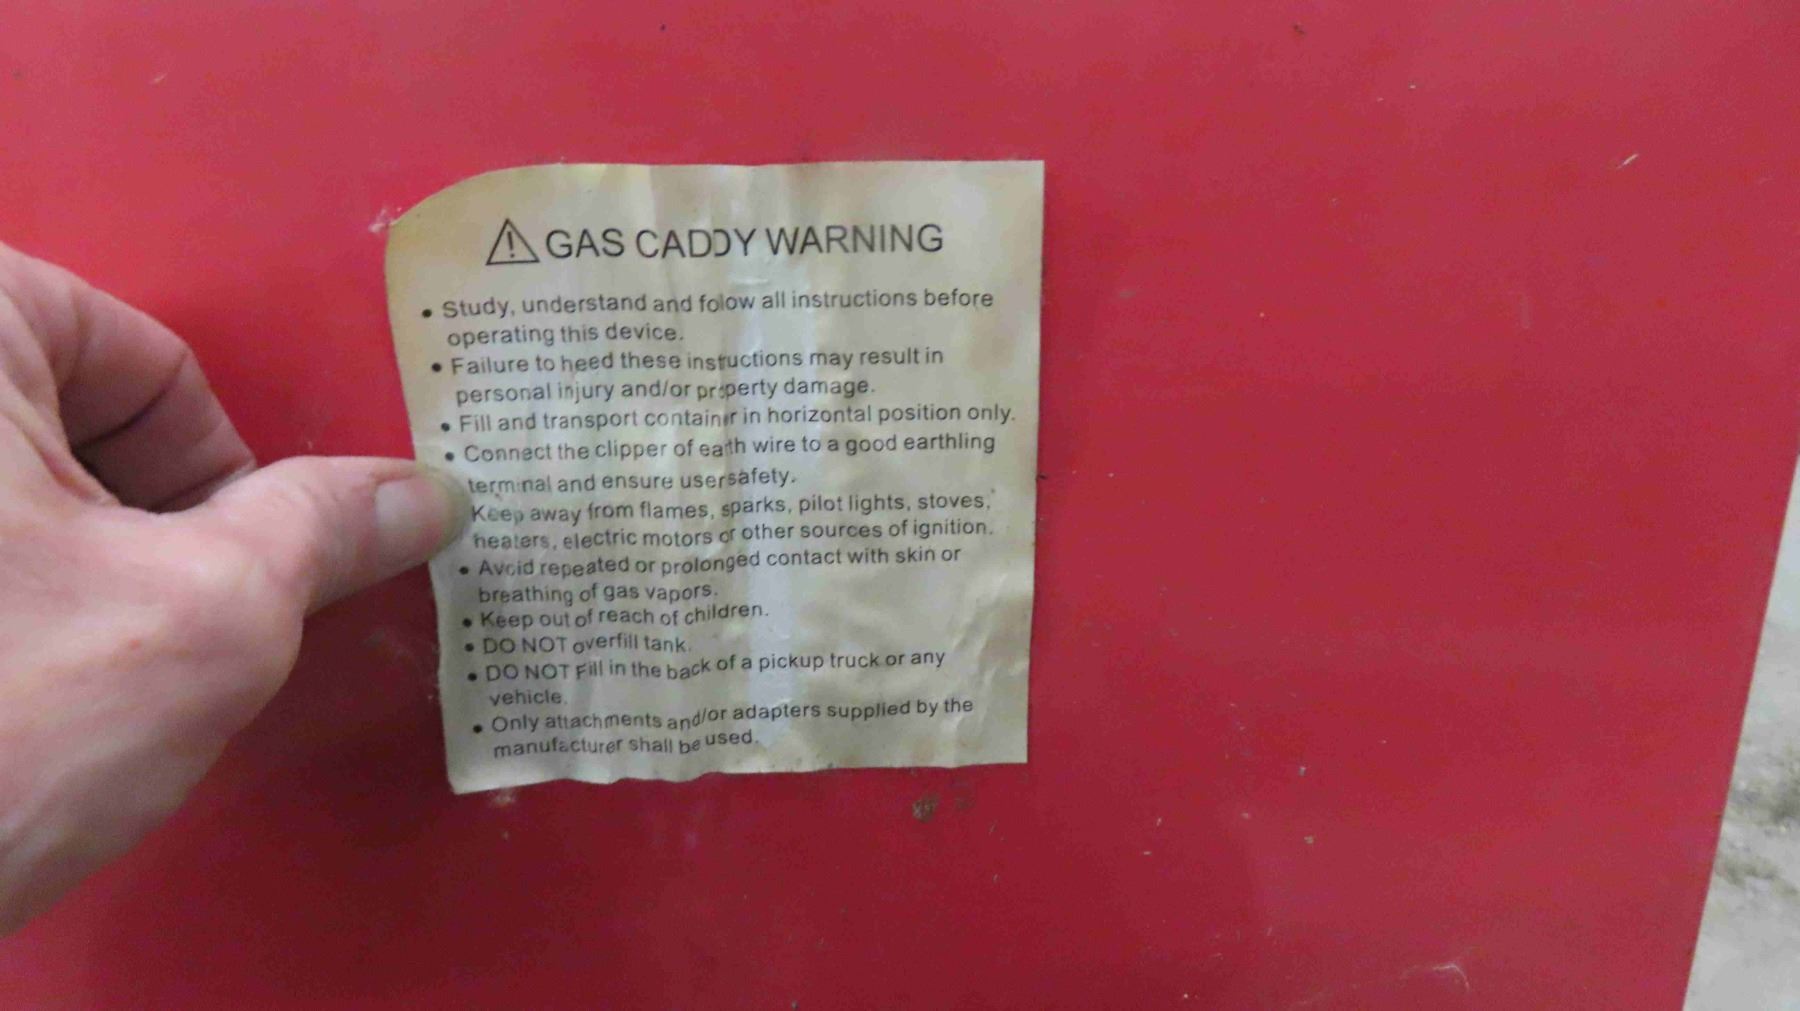 GAS CADDY WARNING
• Study, understand and folow all instructions before
operating this device.
• Failure to heed these instructions may result in
personal injury and/or property damage.
• Fill and transport container in horizontal position only.
• Connect the clipper of earth wire to a good earthling
terminal and ensure user safety.
Keep away from flames, sparks, pilot lights, stoves,
heaters, electric motors or other sources of ignition.
• Avoid repeated or prolonged contact with skin or
breathing of gas vapors.
• Keep out of reach of children.
• DO NOT overfill tank.
• DO NOT Fill in the back of a pickup truck or any
vehicle.
• Only attachments and/or adapters supplied by the
manufacturer shall be used.